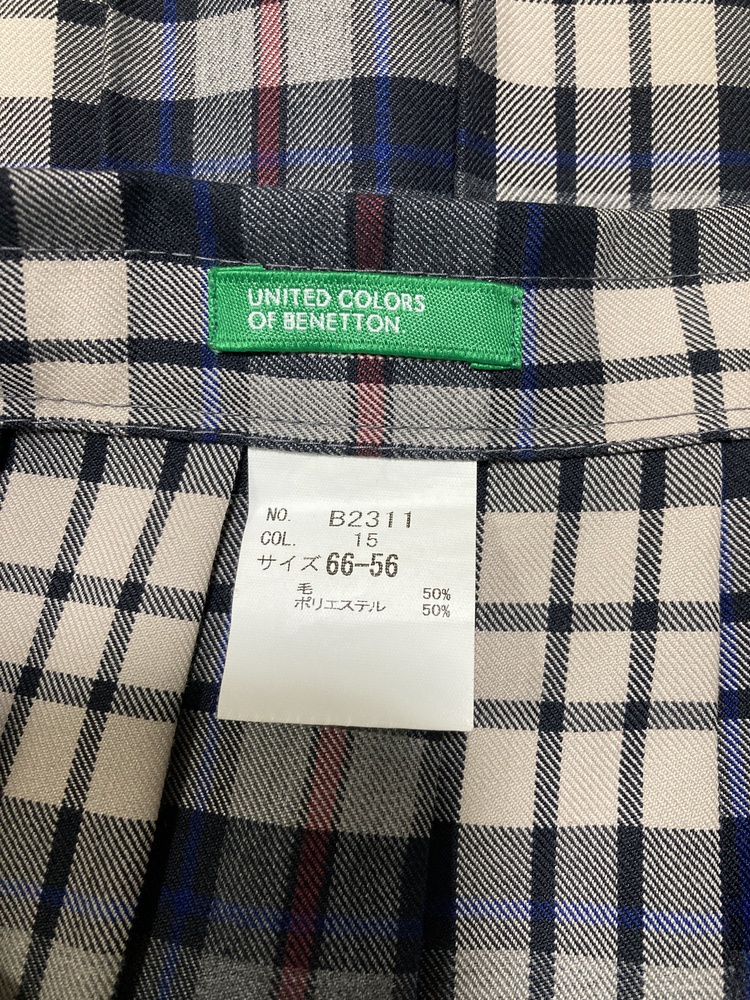 UNITED COLORS
OF BENETTON
NO. B2311
COL. 15
サイズ 66-56
毛 50%
ポリエステル 50%